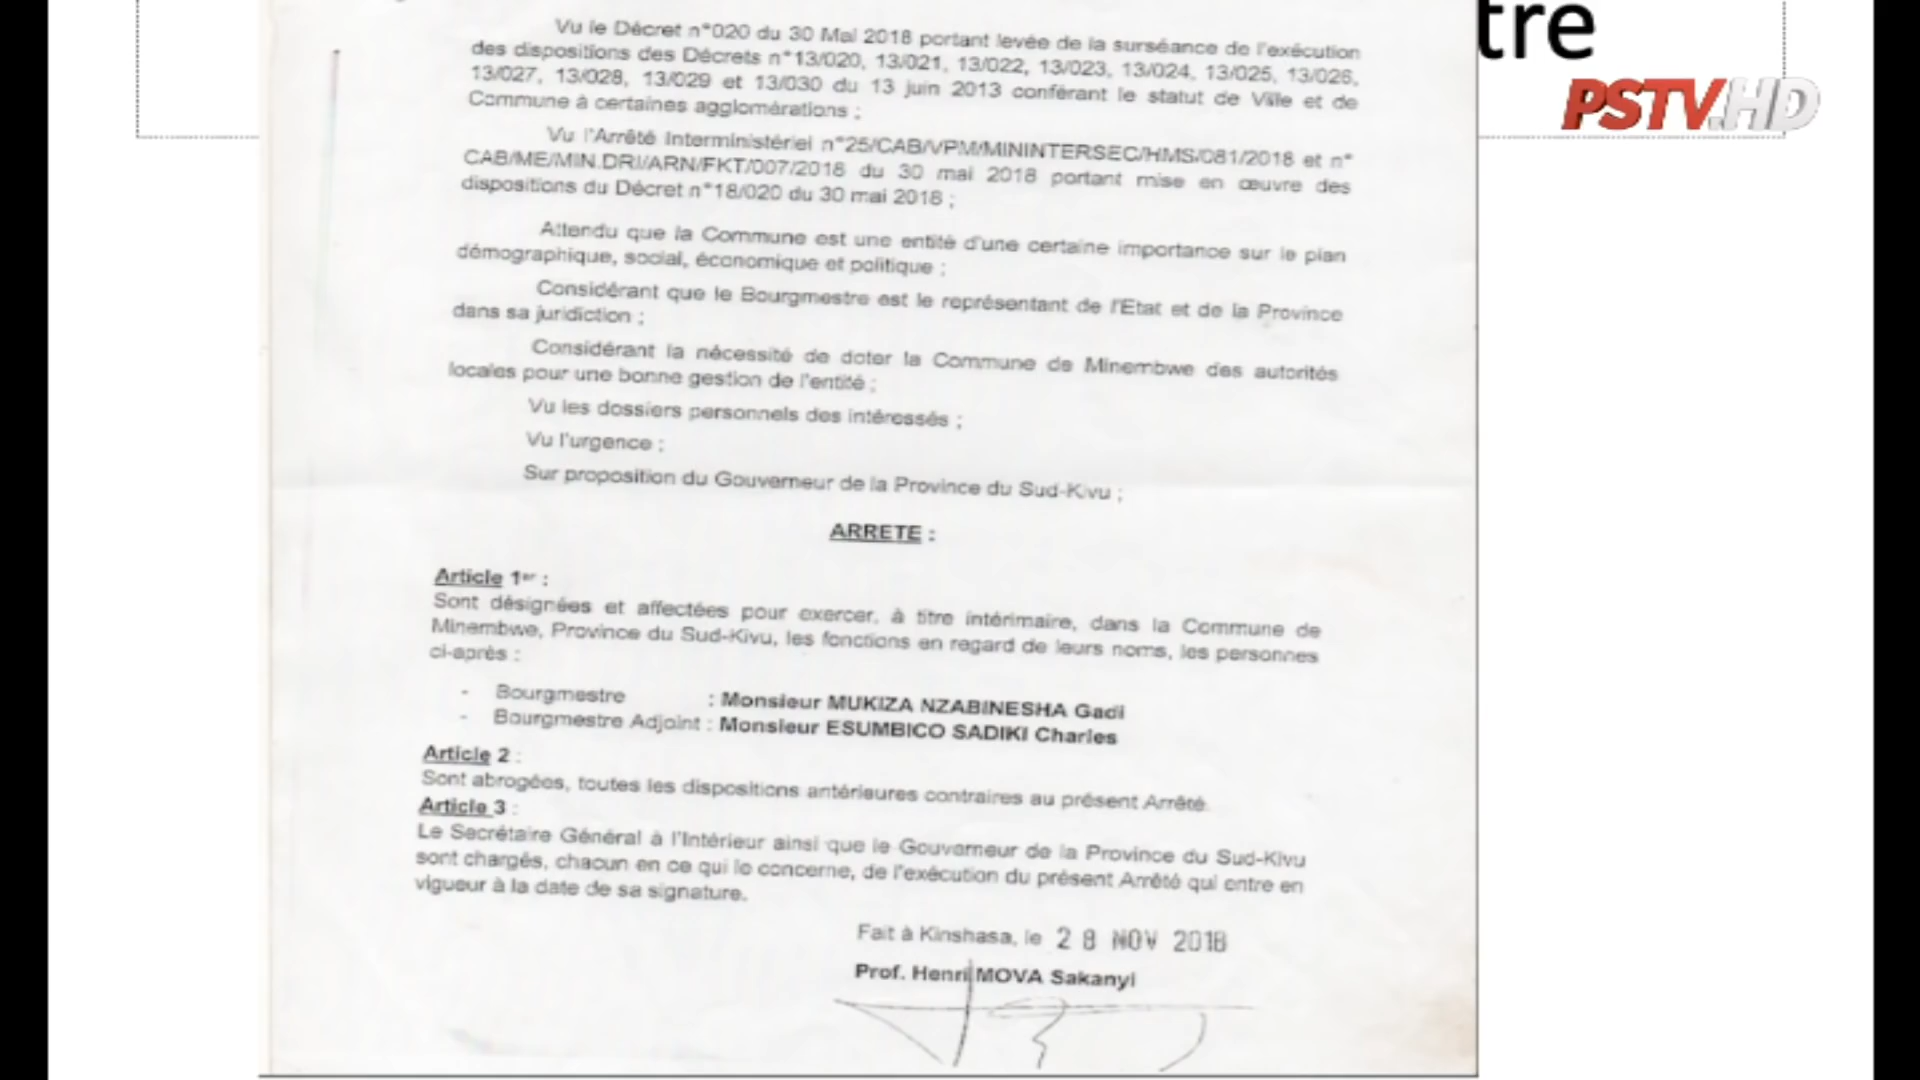 tre
PSTV.HD
Vu le Décret n°020 du 30 Mai 2018 portant levée de la surséance de l'exécution
des dispositions des Décrets n°13/020, 13/021, 13/022, 13/023, 13/024, 13/025, 13/026,
13/027, 13/028, 13/029 et 13/030 du 13 juin 2013 conférant le statut de Ville et de
Commune à certaines agglomérations ;
Vu l'Arrêté Interministériel n°25/CAB/VPM/MININTERSEC/HMS/081/2018 et n°
CAB/ME/MIN.DRI/ARN/FKT/007/2018 du 30 mai 2018 portant mise en œuvre des
dispositions du Décret n°18/020 du 30 mai 2018 ;
Attendu que la Commune est une entité d'une certaine importance sur le plan
démographique, social, économique et politique ;
Considérant que le Bourgmestre est le représentant de l'Etat et de la Province
dans sa juridiction ;
Considérant la nécessité de doter la Commune de Minembwe des autorités
locales pour une bonne gestion de l'entité ;
Vu les dossiers personnels des intéressés ;
Vu l'urgence ;
Sur proposition du Gouverneur de la Province du Sud-Kivu ;
ARRETE :
Article 1er :
Sont désignées et affectées pour exercer, à titre intérimaire, dans la Commune de
Minembwe, Province du Sud-Kivu, les fonctions en regard de leurs noms, les personnes
ci-après :
- Bourgmestre : Monsieur MUKIZA NZABINESHA Gadi
- Bourgmestre Adjoint : Monsieur ESUMBICO SADIKI Charles
Article 2 :
Sont abrogées, toutes les dispositions antérieures contraires au présent Arrêté.
Article 3 :
Le Secrétaire Général à l'Intérieur ainsi que le Gouverneur de la Province du Sud-Kivu
sont chargés, chacun en ce qui le concerne, de l'exécution du présent Arrêté qui entre en
vigueur à la date de sa signature.
Fait à Kinshasa, le 28 NOV 2018
Prof. Henri MOVA Sakanyi